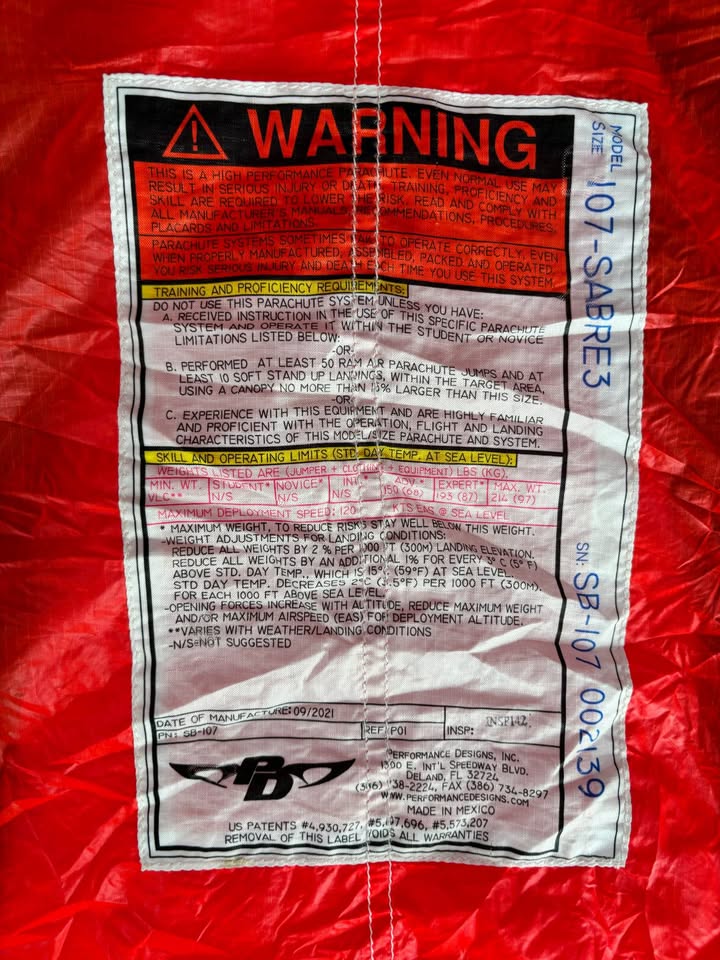 WARNING
THIS IS A HIGH PERFORMANCE PARACHUTE. EVEN NORMAL USE MAY
RESULT IN SERIOUS INJURY OR DEATH. TRAINING, PROFICIENCY AND
SKILL ARE REQUIRED TO LOWER THE RISK. READ AND COMPLY WITH
ALL MANUFACTURER'S MANUALS, RECOMMENDATIONS, PROCEDURES,
PLACARDS AND LIMITATIONS.
PARACHUTE SYSTEMS SOMETIMES FAIL TO OPERATE CORRECTLY, EVEN
WHEN PROPERLY MANUFACTURED, ASSEMBLED, PACKED AND OPERATED.
YOU RISK SERIOUS INJURY AND DEATH EACH TIME YOU USE THIS SYSTEM.
TRAINING AND PROFICIENCY REQUIREMENTS:
DO NOT USE THIS PARACHUTE SYSTEM UNLESS YOU HAVE:
A. RECEIVED INSTRUCTION IN THE USE OF THIS SPECIFIC PARACHUTE
SYSTEM AND OPERATE IT WITHIN THE STUDENT OR NOVICE
LIMITATIONS LISTED BELOW:
-OR-
B. PERFORMED AT LEAST 50 RAM AIR PARACHUTE JUMPS AND AT
LEAST 10 SOFT STAND UP LANDINGS, WITHIN THE TARGET AREA,
USING A CANOPY NO MORE THAN 15% LARGER THAN THIS SIZE.
-OR-
C. EXPERIENCE WITH THIS EQUIPMENT AND ARE HIGHLY FAMILIAR
AND PROFICIENT WITH THE OPERATION, FLIGHT AND LANDING
CHARACTERISTICS OF THIS MODEL/SIZE PARACHUTE AND SYSTEM.
SKILL AND OPERATING LIMITS (STD. DAY TEMP. AT SEA LEVEL):
WEIGHTS LISTED ARE (JUMPER + CLOTHING + EQUIPMENT) LBS (KG).
MIN. WT. STUDENT* NOVICE* INT.* ADV.* EXPERT* MAX. WT.
VLC** N/S N/S N/S 150 (68) 193 (87) 214 (97)
MAXIMUM DEPLOYMENT SPEED: 120 KTS EAS @ SEA LEVEL
* MAXIMUM WEIGHT, TO REDUCE RISKS STAY WELL BELOW THIS WEIGHT.
-WEIGHT ADJUSTMENTS FOR LANDING CONDITIONS:
REDUCE ALL WEIGHTS BY 2 % PER 1000 FT (300M) LANDING ELEVATION.
REDUCE ALL WEIGHTS BY AN ADDITIONAL 1% FOR EVERY 3° C (5° F)
ABOVE STD. DAY TEMP., WHICH IS 15°C (59°F) AT SEA LEVEL.
STD DAY TEMP. DECREASES 2°C (3.5°F) PER 1000 FT (300M).
FOR EACH 1000 FT ABOVE SEA LEVEL
-OPENING FORCES INCREASE WITH ALTITUDE, REDUCE MAXIMUM WEIGHT
AND/OR MAXIMUM AIRSPEED (EAS) FOR DEPLOYMENT ALTITUDE.
**VARIES WITH WEATHER/LANDING CONDITIONS
-N/S=NOT SUGGESTED
DATE OF MANUFACTURE: 09/2021
PN: SB-107 REF: P01 INSP: INSP142
PD
PERFORMANCE DESIGNS, INC.
1300 E. INT'L SPEEDWAY BLVD.
DELAND, FL 32724
(386) 738-2224, FAX (386) 734-8297
WWW.PERFORMANCEDESIGNS.COM
MADE IN MEXICO
US PATENTS #4,930,727, #5,197,696, #5,573,207
REMOVAL OF THIS LABEL VOIDS ALL WARRANTIES
MODEL
SIZE 107-SABRE3
SN: SB-107 002139